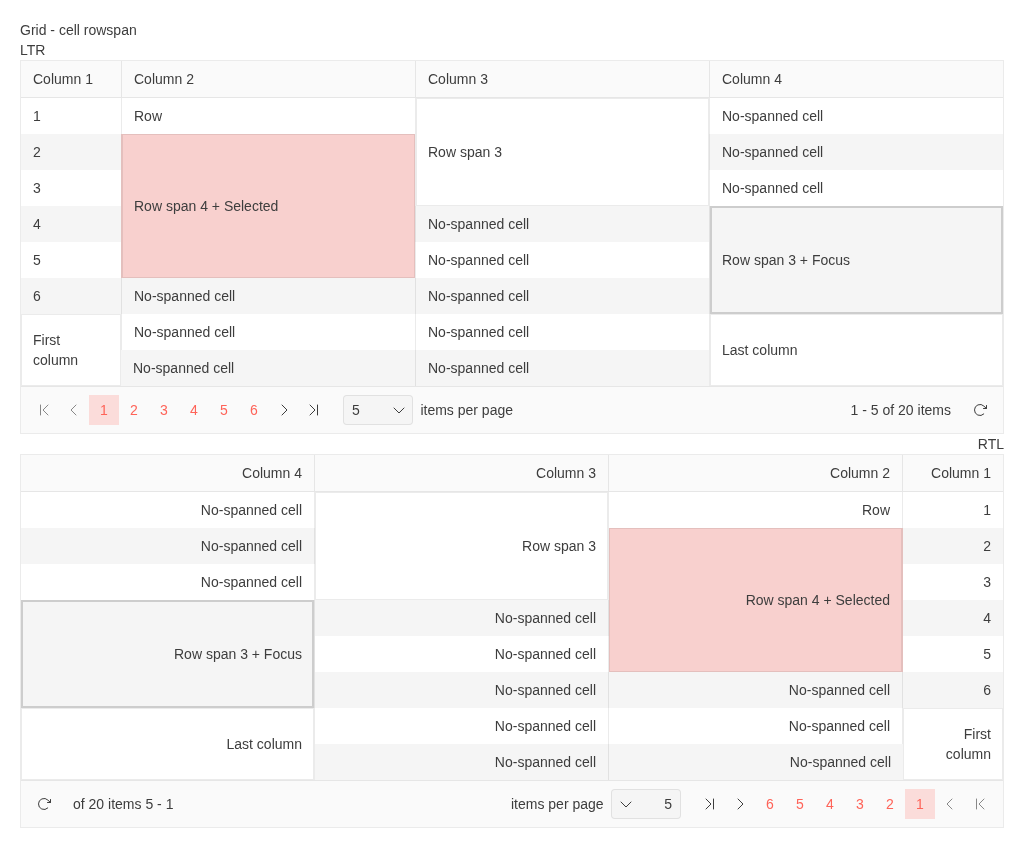 Grid - cell rowspan
LTR
Column 1 Column 2 Column 3 Column 4
1 Row No-spanned cell
2 Row span 3 No-spanned cell
3 No-spanned cell
Row span 4 + Selected
4 No-spanned cell
5 No-spanned cell Row span 3 + Focus
6 No-spanned cell No-spanned cell
First column No-spanned cell No-spanned cell Last column
No-spanned cell No-spanned cell
1 2 3 4 5 6 5 items per page 1 - 5 of 20 items
RTL
Column 4 Column 3 Column 2 Column 1
No-spanned cell Row 1
No-spanned cell Row span 3 2
No-spanned cell 3
Row span 4 + Selected
No-spanned cell 4
Row span 3 + Focus No-spanned cell 5
No-spanned cell No-spanned cell 6
Last column No-spanned cell No-spanned cell First column
No-spanned cell No-spanned cell
of 20 items 5 - 1 items per page 5 6 5 4 3 2 1